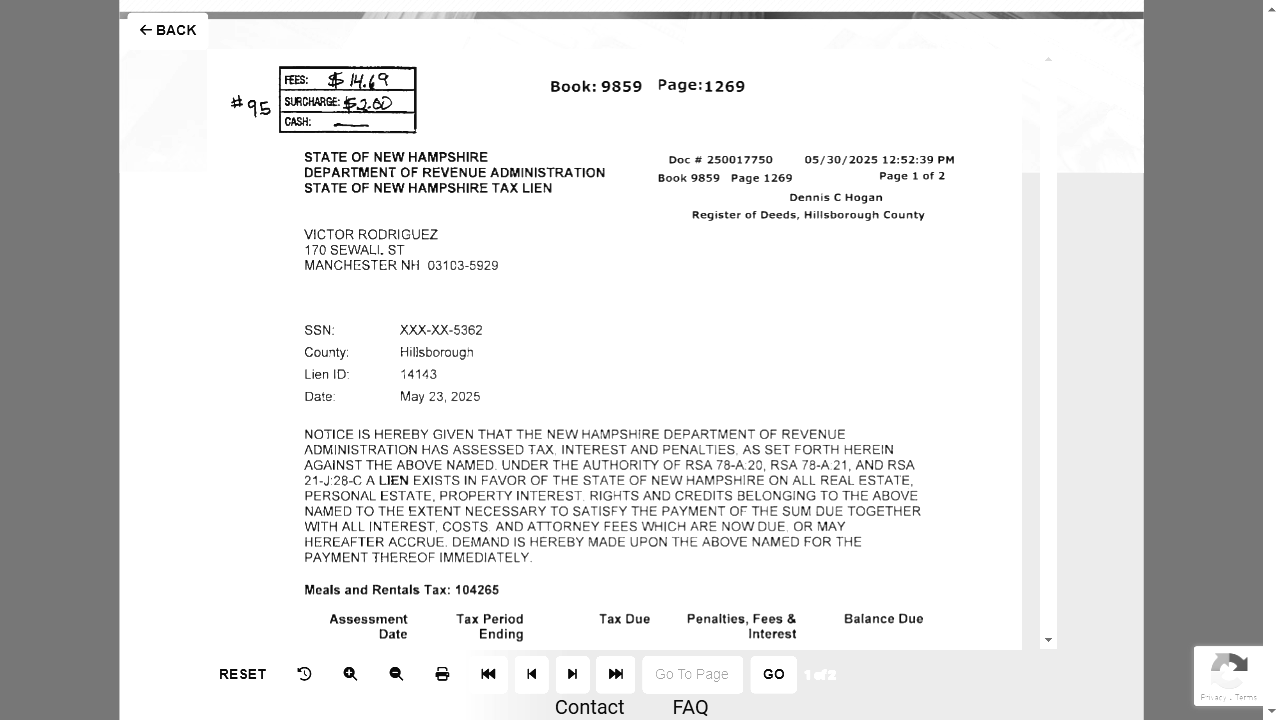 BACK
FEES: $ 14.69
Book: 9859 Page:1269
#95
SURCHARGE: $2.00
CASH: —
STATE OF NEW HAMPSHIRE
DEPARTMENT OF REVENUE ADMINISTRATION
STATE OF NEW HAMPSHIRE TAX LIEN
Doc # 250017750 05/30/2025 12:52:39 PM
Book 9859 Page 1269 Page 1 of 2
Dennis C Hogan
Register of Deeds, Hillsborough County
VICTOR RODRIGUEZ
170 SEWALL ST
MANCHESTER NH 03103-5929
SSN: XXX-XX-5362
County: Hillsborough
Lien ID: 14143
Date: May 23, 2025
NOTICE IS HEREBY GIVEN THAT THE NEW HAMPSHIRE DEPARTMENT OF REVENUE
ADMINISTRATION HAS ASSESSED TAX, INTEREST AND PENALTIES, AS SET FORTH HEREIN
AGAINST THE ABOVE NAMED. UNDER THE AUTHORITY OF RSA 78-A:20, RSA 78-A:21, AND RSA
21-J:28-C A LIEN EXISTS IN FAVOR OF THE STATE OF NEW HAMPSHIRE ON ALL REAL ESTATE,
PERSONAL ESTATE, PROPERTY INTEREST, RIGHTS AND CREDITS BELONGING TO THE ABOVE
NAMED TO THE EXTENT NECESSARY TO SATISFY THE PAYMENT OF THE SUM DUE TOGETHER
WITH ALL INTEREST, COSTS AND ATTORNEY FEES WHICH ARE NOW DUE, OR MAY
HEREAFTER ACCRUE. DEMAND IS HEREBY MADE UPON THE ABOVE NAMED FOR THE
PAYMENT THEREOF IMMEDIATELY.
Meals and Rentals Tax: 104265
Assessment Date Tax Period Ending Tax Due Penalties, Fees & Interest Balance Due
RESET Go To Page GO 1 of 2
Contact FAQ
Privacy - Terms